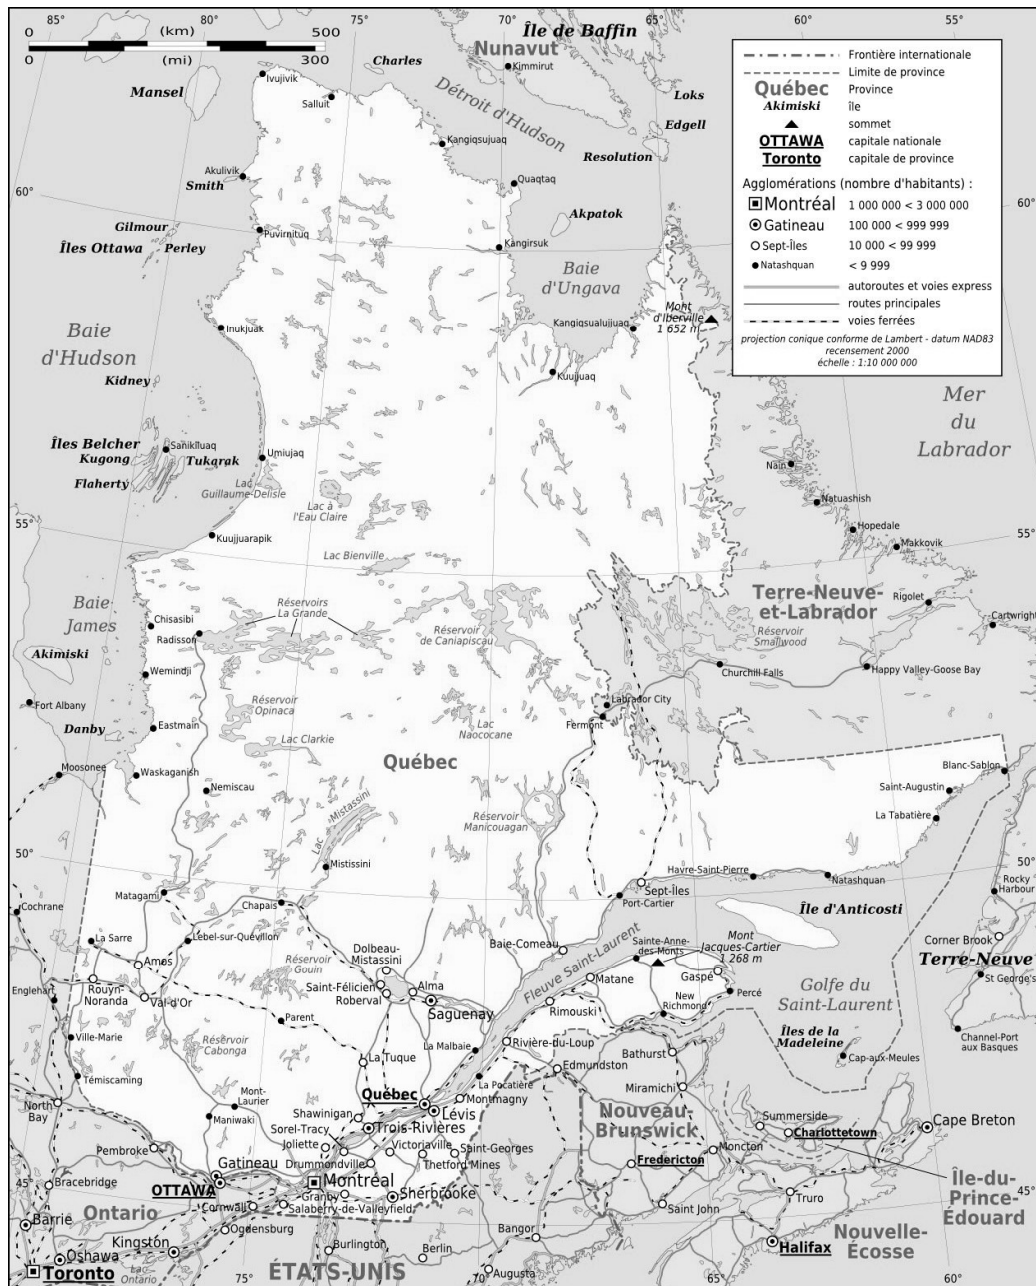 85°
80°
75°
70°
65°
60°
55°
0 (km) 500
0 (mi) 300
Île de Baffin
Nunavut
Kimmirut
Charles
Ivujivik
Mansel
Salluit
Détroit d'Hudson
Loks
Edgell
Resolution
Kangiqsujuaq
Akulivik
Smith
Quaqtaq
60°
60°
Akpatok
Gilmour
Îles Ottawa
Perley
Puvirnituq
Kangirsuk
Baie
d'Ungava
Mont
d'Iberville
1 652 m
Kangiqsualujjuaq
Baie
d'Hudson
Inukjuak
Kidney
Kuujjuaq
Frontière internationale
Limite de province
Québec Province
Akimiski île
sommet
OTTAWA capitale nationale
Toronto capitale de province
Agglomérations (nombre d'habitants) :
Montréal 1 000 000 < 3 000 000
Gatineau 100 000 < 999 999
Sept-Îles 10 000 < 99 999
Natashquan < 9 999
autoroutes et voies express
routes principales
voies ferrées
projection conique conforme de Lambert - datum NAD83
recensement 2000
échelle : 1:10 000 000
Mer
du
Labrador
Îles Belcher
Sanikiluaq
Kugong
Tukarak
Flaherty
Umiujaq
Lac
Guillaume-Delisle
Lac à
l'Eau Claire
Nain
Natuashish
Hopedale
Makkovik
55°
55°
Kuujjuarapik
Lac Bienville
Terre-Neuve-
et-Labrador
Rigolet
Cartwright
Baie
James
Chisasibi
Radisson
Réservoirs
La Grande
Réservoir
de Caniapiscau
Réservoir
Smallwood
Akimiski
Wemindji
Churchill Falls
Happy Valley-Goose Bay
Fort Albany
Danby
Eastmain
Réservoir
Opinaca
Lac
Naococane
Labrador City
Fermont
Lac Clarkie
Québec
Moosonee
Waskaganish
Nemiscau
Blanc-Sablon
Saint-Augustin
La Tabatière
Lac Mistassini
Réservoir
Manicouagan
50°
50°
Mistissini
Havre-Saint-Pierre
Natashquan
Sept-Îles
Port-Cartier
Rocky
Harbour
Matagami
Chapais
Cochrane
Île d'Anticosti
La Sarre
Lebel-sur-Quévillon
Baie-Comeau
Sainte-Anne-
des-Monts
Mont
Jacques-Cartier
1 268 m
Corner Brook
Terre-Neuve
St George's
Dolbeau-
Mistassini
Amos
Réservoir
Gouin
Saint-Félicien
Roberval
Alma
Saguenay
Fleuve Saint-Laurent
Matane
Gaspé
Percé
Golfe du
Saint-Laurent
Englehart
Rouyn-
Noranda
Val-d'Or
Parent
Rimouski
New
Richmond
Îles de la
Madeleine
Cap-aux-Meules
Channel-Port
aux Basques
Ville-Marie
Réservoir
Cabonga
La Malbaie
Rivière-du-Loup
Bathurst
La Tuque
Edmundston
Témiscaming
La Pocatière
Miramichi
North
Bay
Mont-
Laurier
Maniwaki
Québec
Montmagny
Lévis
Shawinigan
Trois-Rivières
Nouveau-
Brunswick
Summerside
Charlottetown
Cape Breton
Sorel-Tracy
Joliette
Victoriaville
Saint-Georges
Moncton
Pembroke
Drummondville
Thetford Mines
Fredericton
Gatineau
45°
45°
Bracebridge
OTTAWA
Montréal
Granby
Sherbrooke
Île-du-
Prince-
Édouard
Truro
Ontario
Cornwall
Salaberry-de-Valleyfield
Saint John
Barrie
Ogdensburg
Bangor
Nouvelle-
Écosse
Kingston
Burlington
Berlin
Halifax
Oshawa
Toronto
Lac
Ontario
75°
ÉTATS-UNIS
70°
Augusta
65°
60°